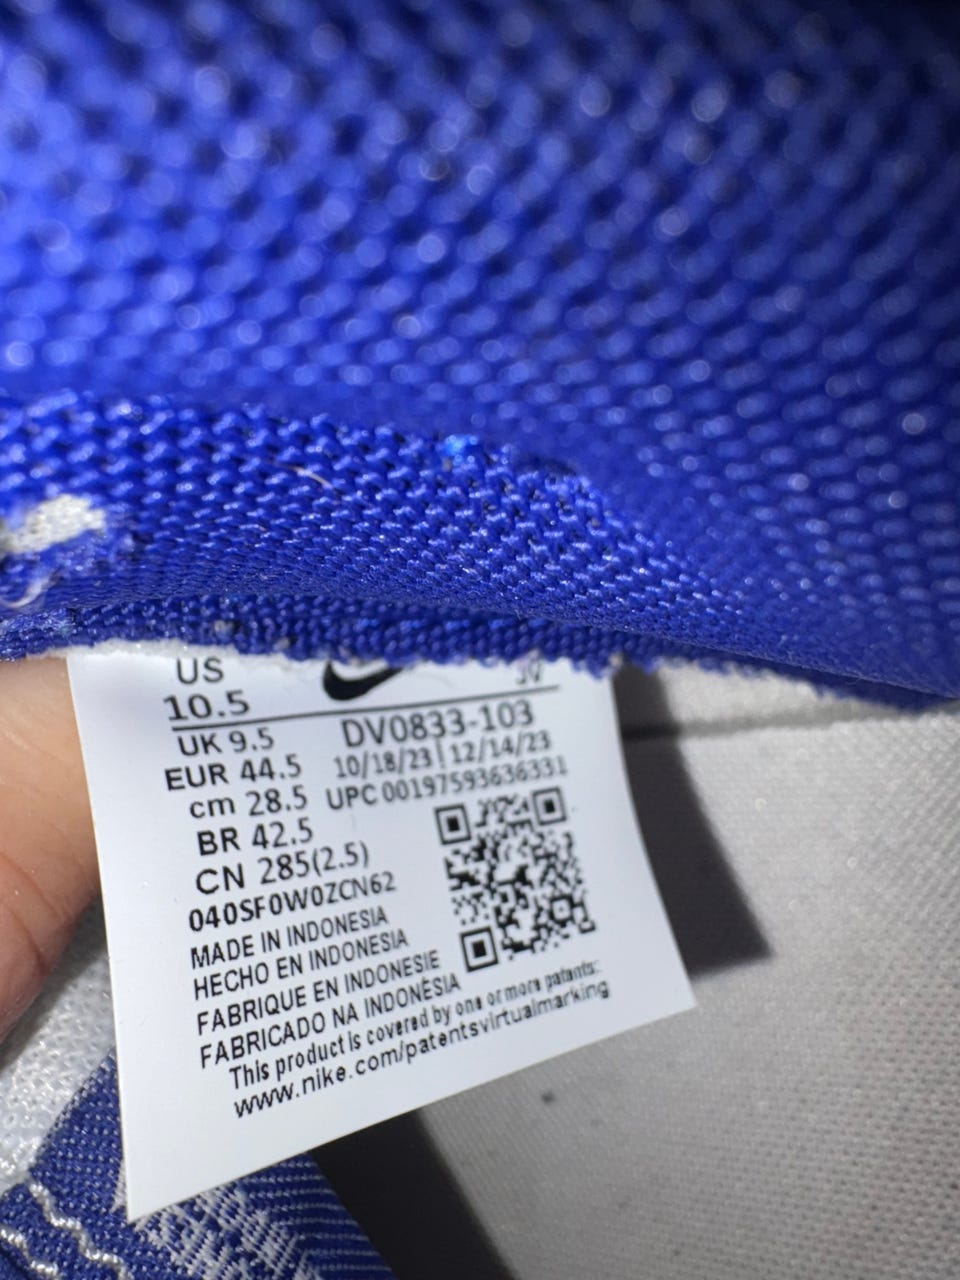 US
10.5
UK 9.5
EUR 44.5
cm 28.5
BR 42.5
CN 285(2.5)
DV0833-103
10/18/23|12/14/23
UPC 00197593636331
040SF0W0ZCN62
MADE IN INDONESIA
HECHO EN INDONESIA
FABRIQUE EN INDONESIE
FABRICADO NA INDONÉSIA
This product is covered by one or more patents:
www.nike.com/patentsvirtualmarking